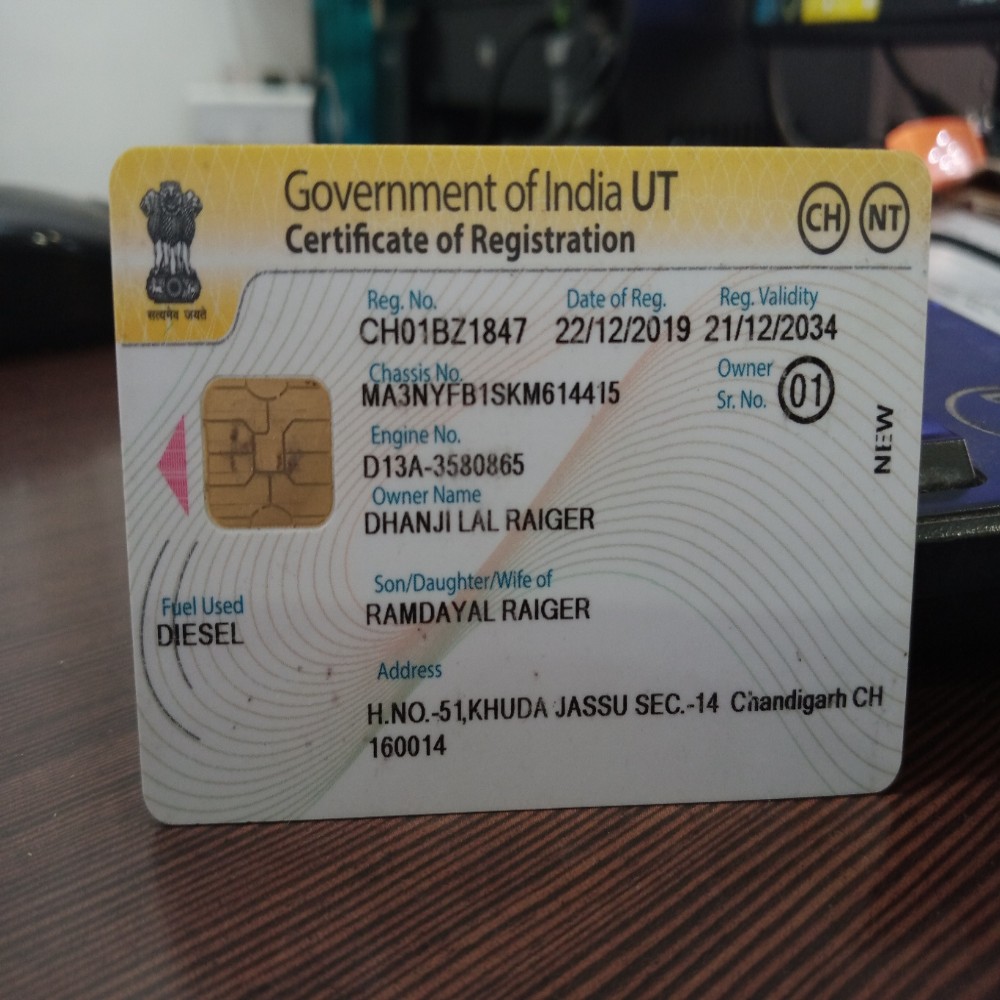 Government of India UT
Certificate of Registration
CH NT
सत्यमेव जयते
Reg. No. Date of Reg. Reg. Validity
CH01BZ1847 22/12/2019 21/12/2034
Chassis No. Owner
MA3NYFB1SKM614415 Sr. No. 01
NEW
Engine No.
D13A-3580865
Owner Name
DHANJI LAL RAIGER
Son/Daughter/Wife of
RAMDAYAL RAIGER
Fuel Used
DIESEL
Address
H.NO.-51,KHUDA JASSU SEC.-14 Chandigarh CH
160014